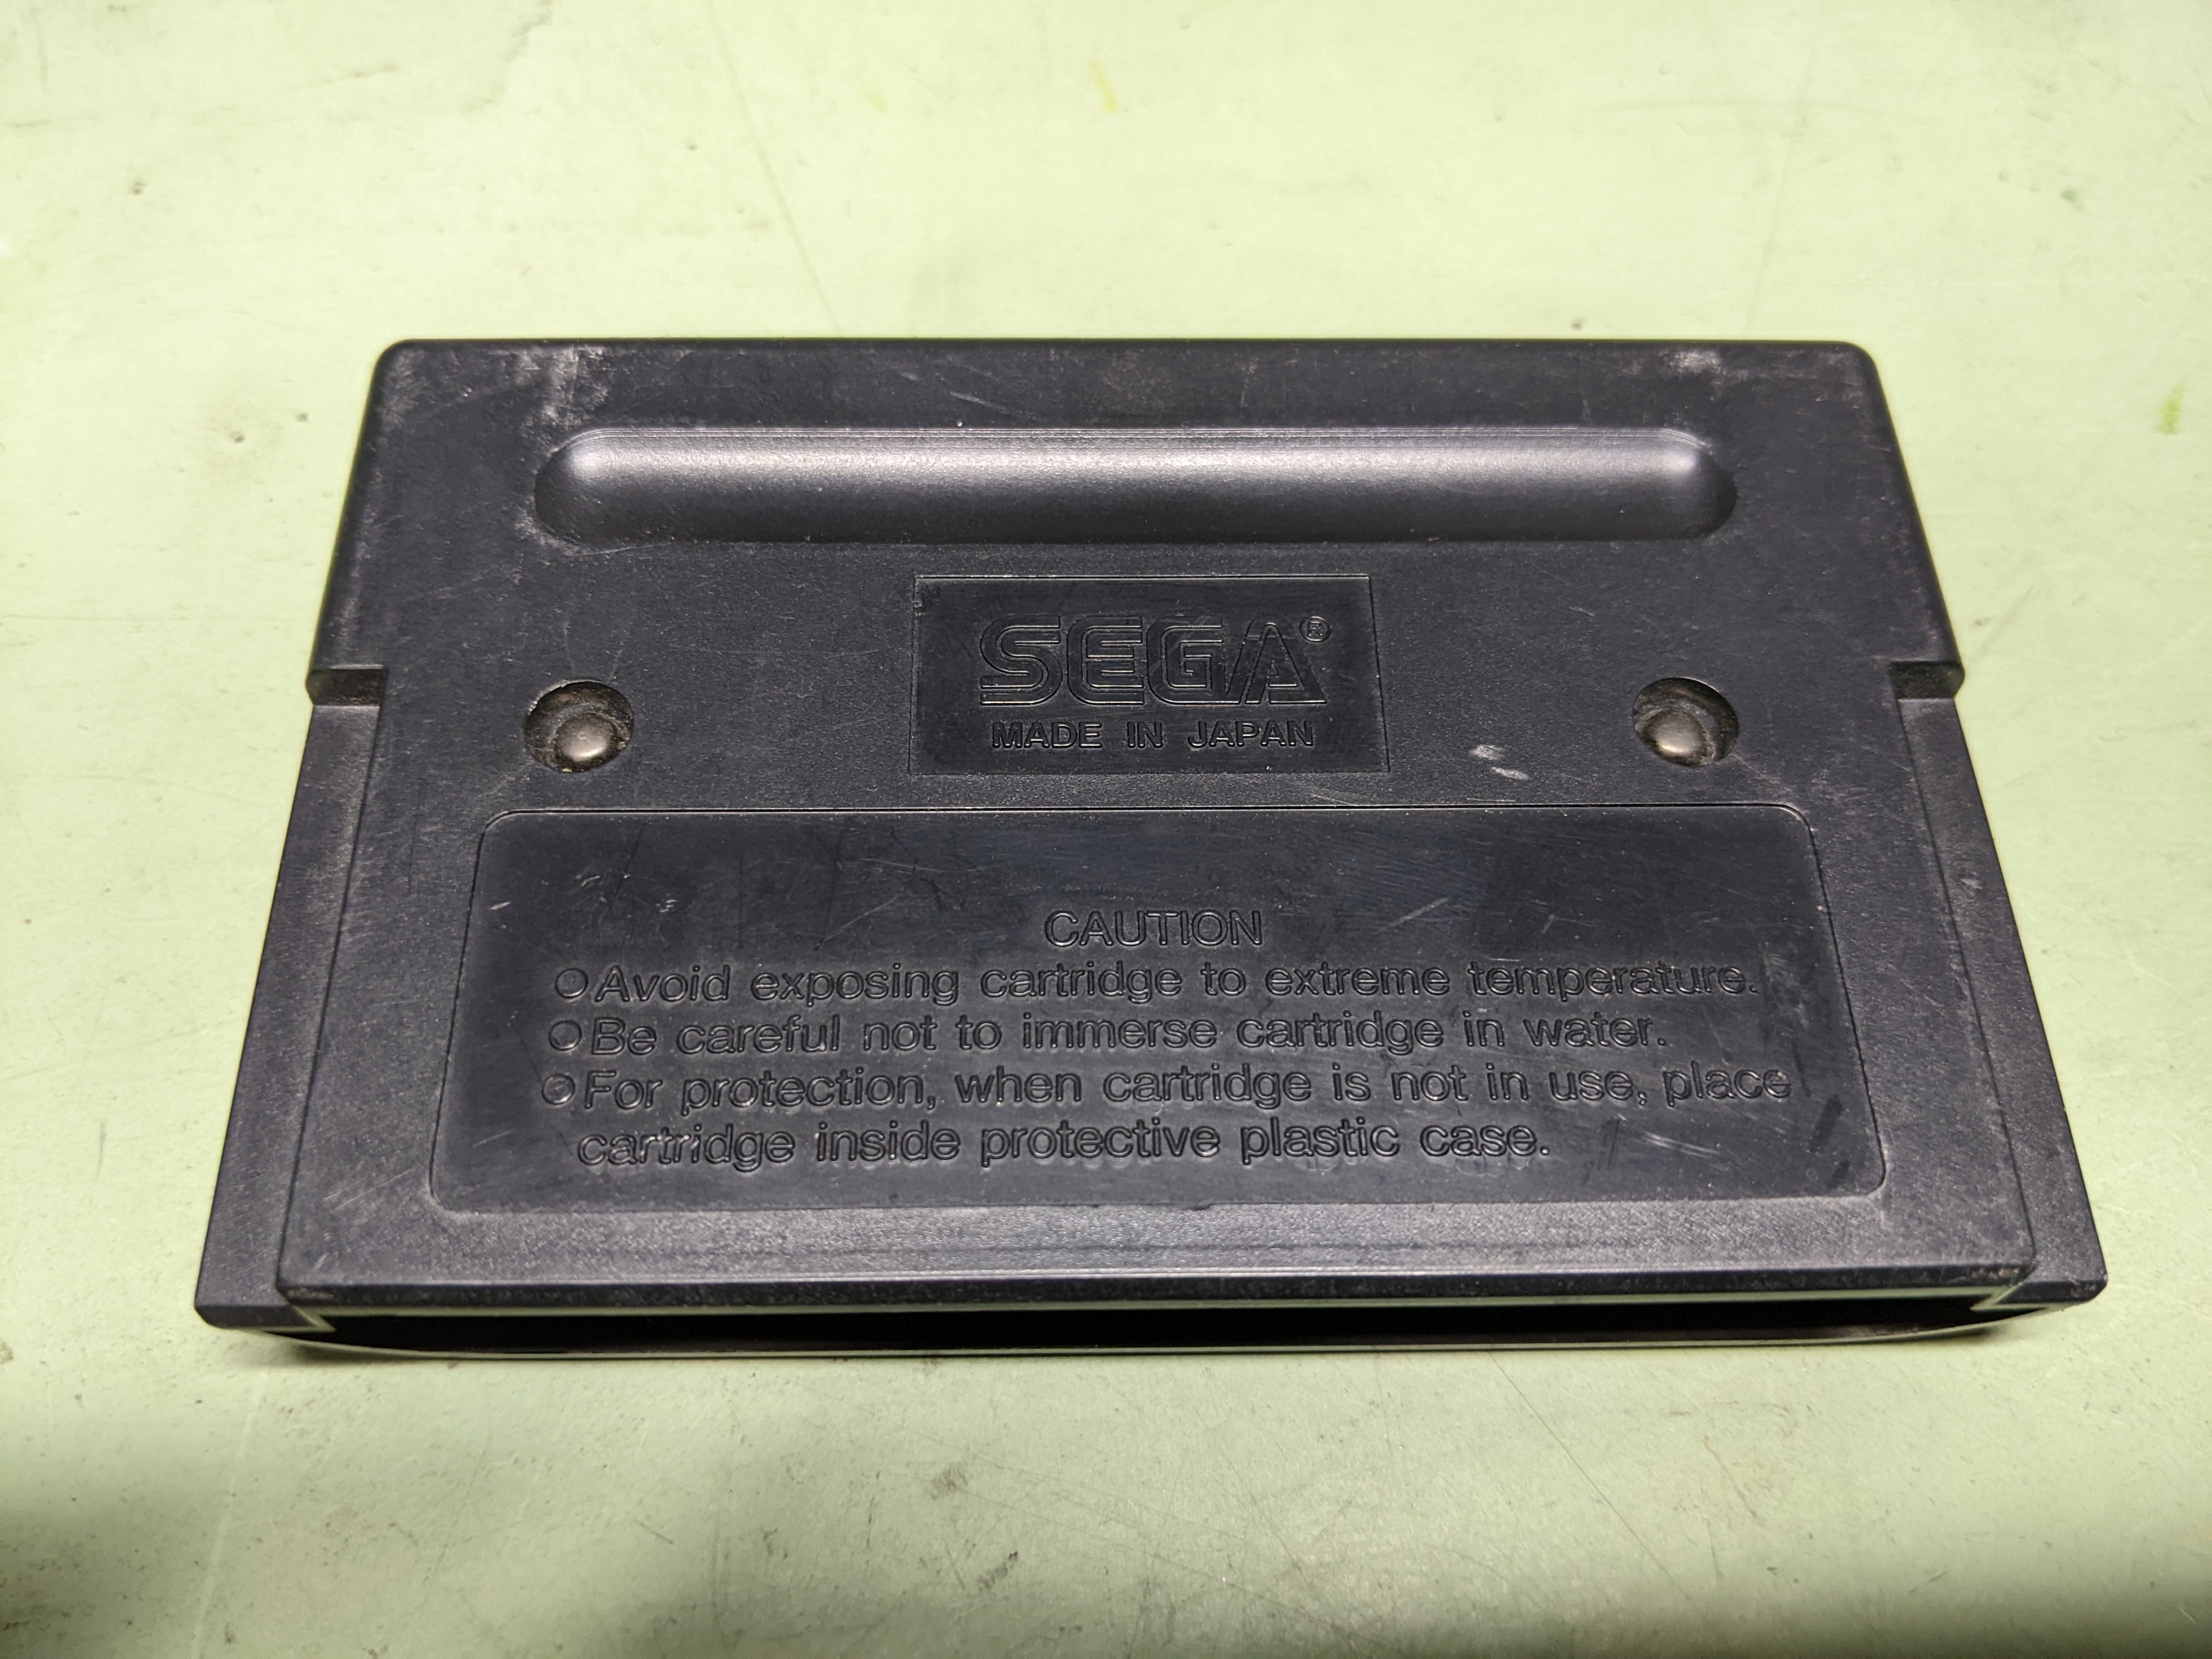 SEGA®
MADE IN JAPAN
CAUTION
○Avoid exposing cartridge to extreme temperature.
○Be careful not to immerse cartridge in water.
○For protection, when cartridge is not in use, place
cartridge inside protective plastic case.